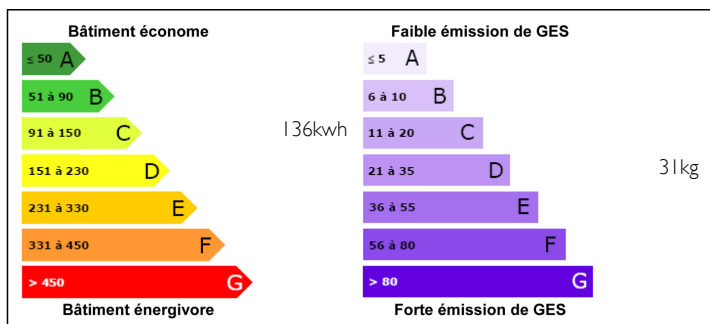 Bâtiment économe
≤ 50 A
51 à 90 B
91 à 150 C
136kwh
151 à 230 D
231 à 330 E
331 à 450 F
> 450 G
Bâtiment énergivore
Faible émission de GES
≤ 5 A
6 à 10 B
11 à 20 C
21 à 35 D
31kg
36 à 55 E
56 à 80 F
> 80 G
Forte émission de GES